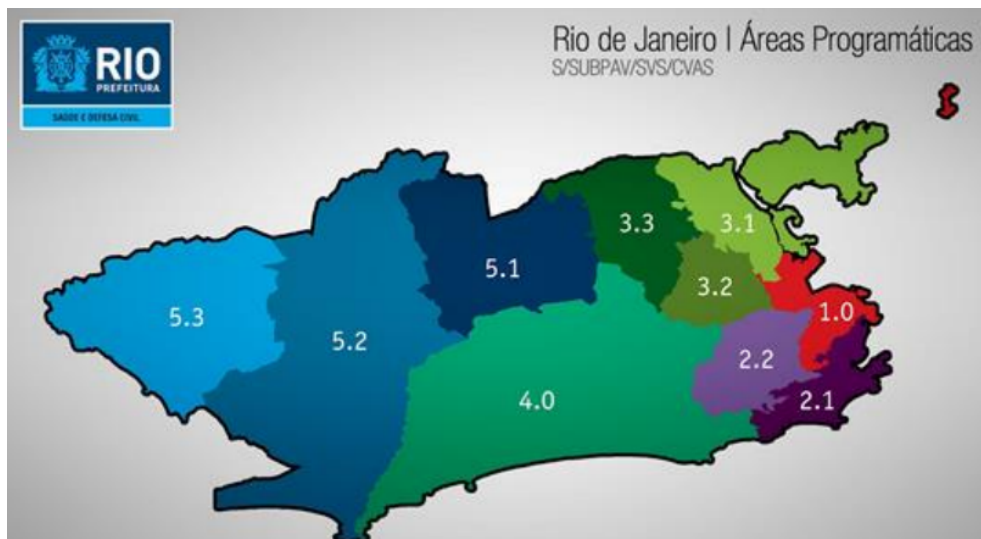 RIO
PREFEITURA
SAÚDE E DEFESA CIVIL
Rio de Janeiro | Áreas Programáticas
S/SUBPAV/SVS/CVAS
3.3
3.1
5.1
3.2
5.3
1.0
5.2
2.2
4.0
2.1